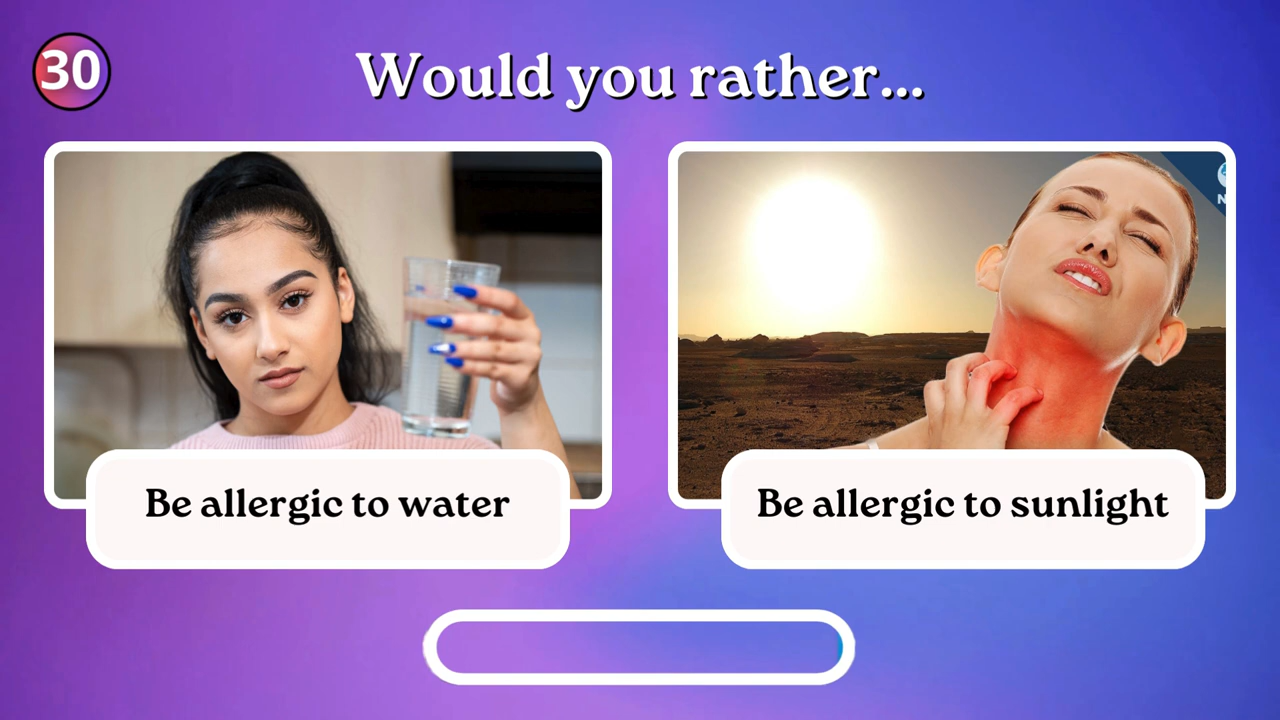 30
Would you rather...
Be allergic to water
Be allergic to sunlight